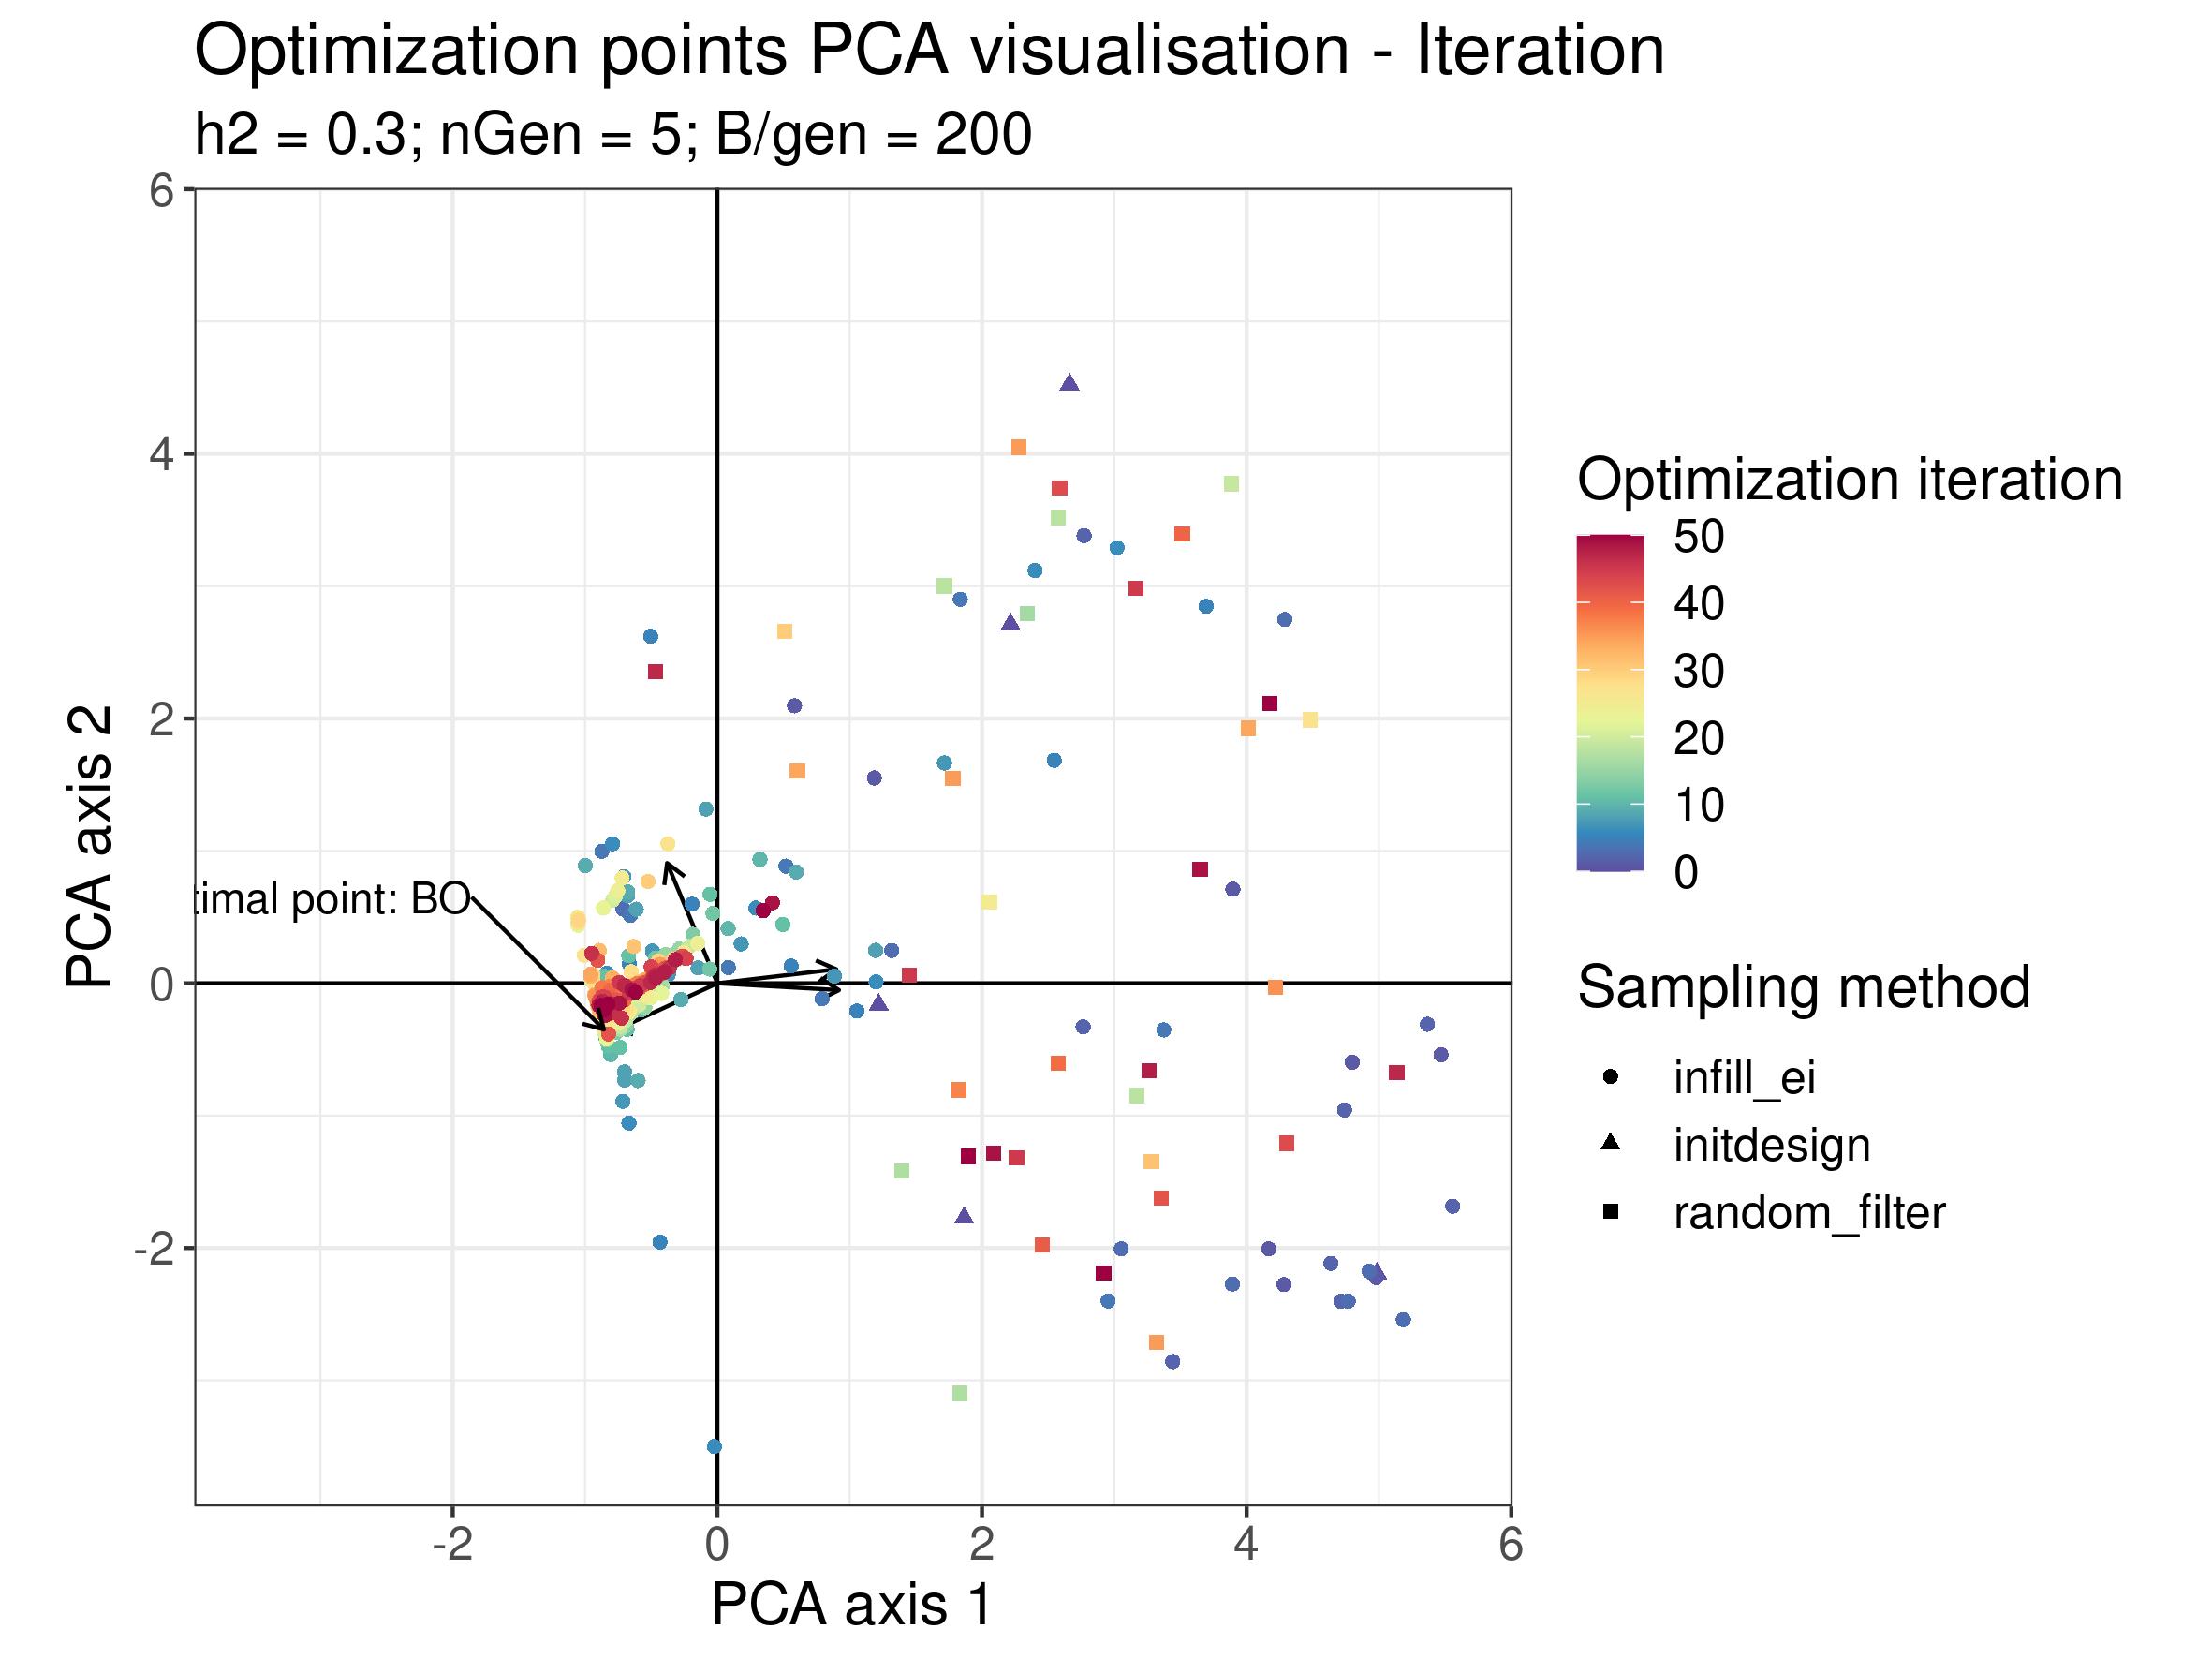 Optimization points PCA visualisation - Iteration
h2 = 0.3; nGen = 5; B/gen = 200
6
4
2
0
-2
PCA axis 2
timal point: BO
-2
0
2
4
6
PCA axis 1
Optimization iteration
50
40
30
20
10
0
Sampling method
infill_ei
initdesign
random_filter